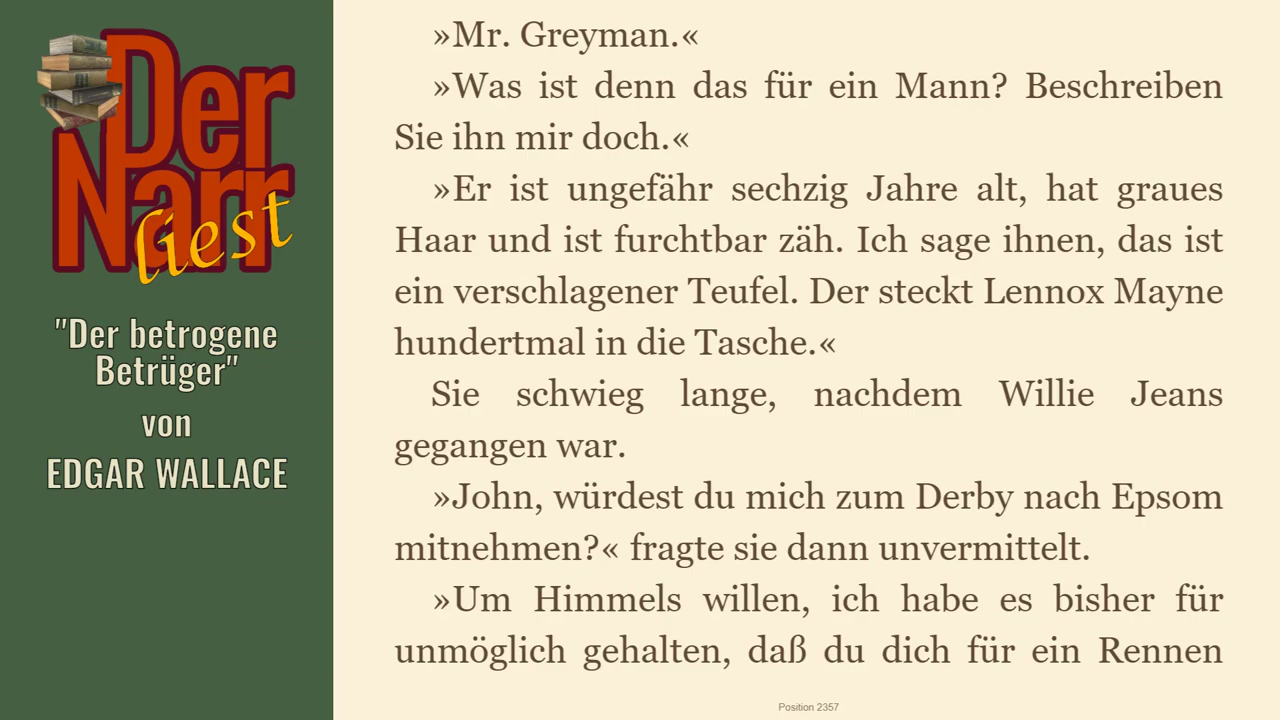 Der
Narr
liest
"Der betrogene
Betrüger"
von
EDGAR WALLACE
»Mr. Greyman.«
»Was ist denn das für ein Mann? Beschreiben
Sie ihn mir doch.«
»Er ist ungefähr sechzig Jahre alt, hat graues
Haar und ist furchtbar zäh. Ich sage ihnen, das ist
ein verschlagener Teufel. Der steckt Lennox Mayne
hundertmal in die Tasche.«
Sie schwieg lange, nachdem Willie Jeans
gegangen war.
»John, würdest du mich zum Derby nach Epsom
mitnehmen?« fragte sie dann unvermittelt.
»Um Himmels willen, ich habe es bisher für
unmöglich gehalten, daß du dich für ein Rennen
Position 2357